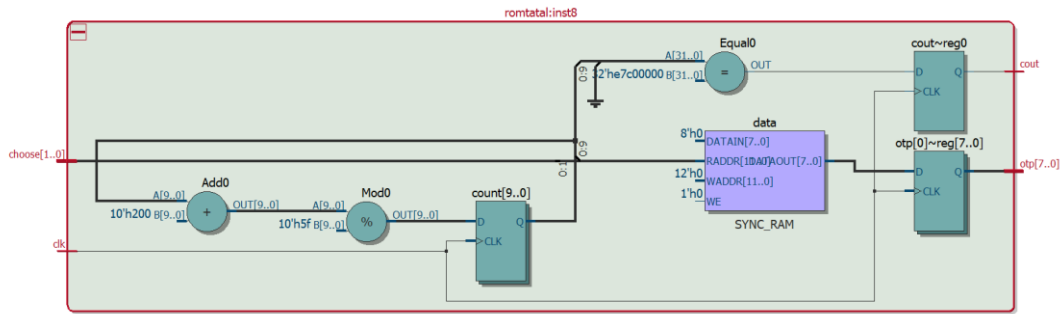 romtatal:inst8
Equal0
A[31..0]
32'he7c00000 B[31..0]
=
OUT
cout~reg0
D
Q
CLK
cout
0:9
0:9
0:1
data
8'h0
DATAIN[7..0]
RADDR[11..0]
DATAAOUT[7..0]
12'h0
WADDR[11..0]
1'h0
WE
SYNC_RAM
otp[0]~reg[7..0]
D
Q
CLK
otp[7..0]
choose[1..0]
Add0
A[9..0]
10'h200 B[9..0]
+
OUT[9..0]
Mod0
A[9..0]
10'h5f B[9..0]
%
OUT[9..0]
count[9..0]
D
Q
CLK
clk